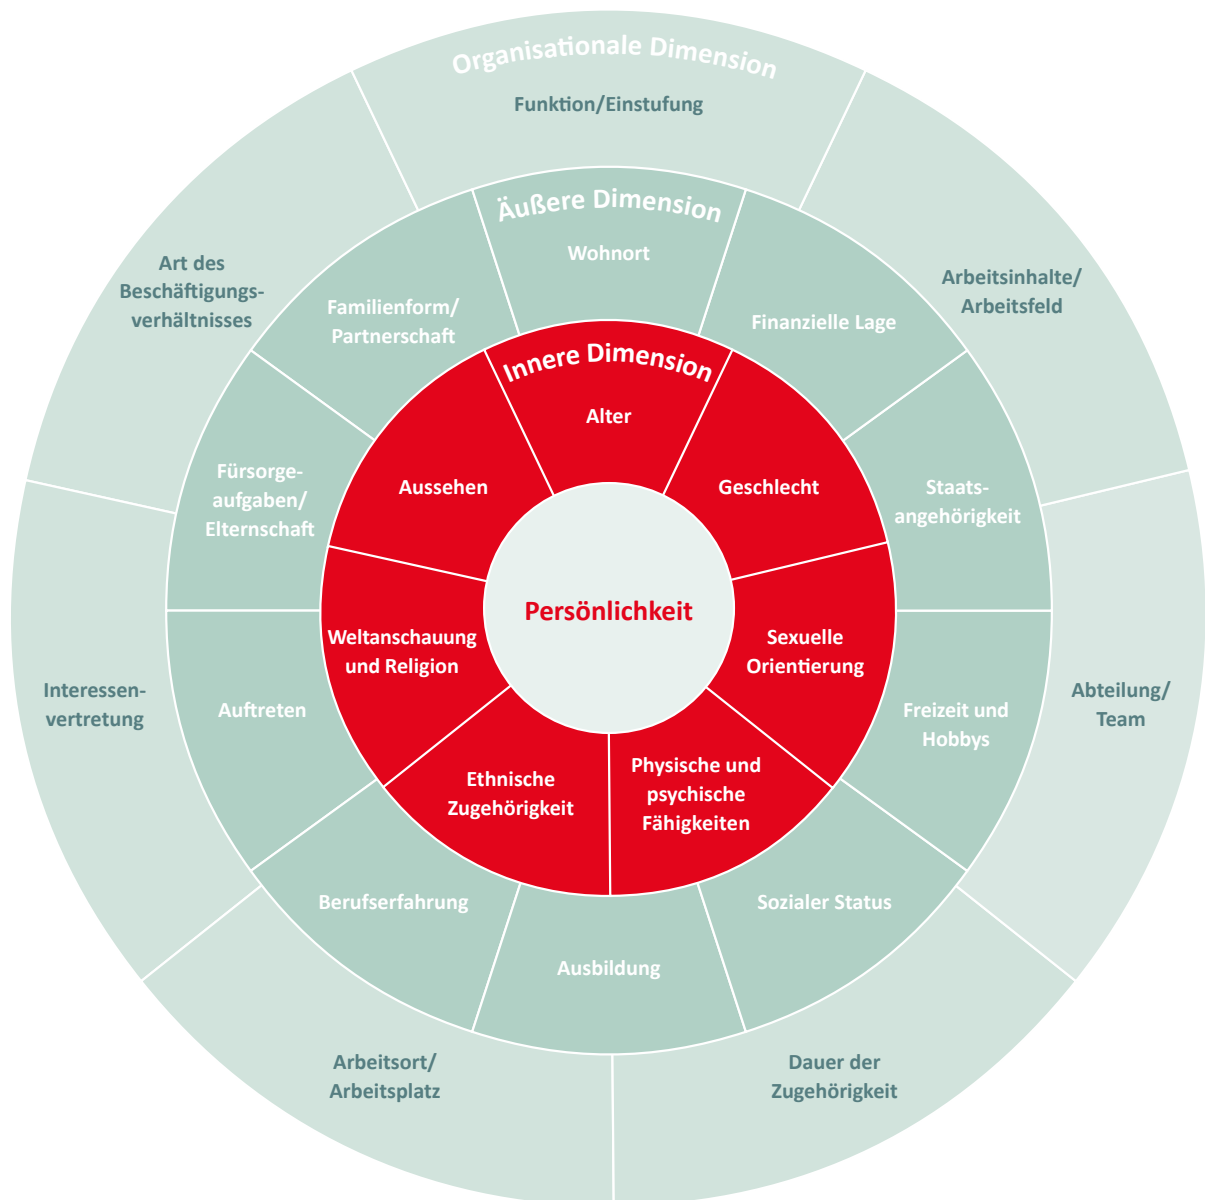 Organisationale Dimension
Funktion/Einstufung
Arbeitsinhalte/
Arbeitsfeld
Abteilung/
Team
Dauer der
Zugehörigkeit
Arbeitsort/
Arbeitsplatz
Interessen-
vertretung
Art des
Beschäftigungs-
verhältnisses
Äußere Dimension
Wohnort
Finanzielle Lage
Staats-
angehörigkeit
Freizeit und
Hobbys
Sozialer Status
Ausbildung
Berufserfahrung
Auftreten
Fürsorge-
aufgaben/
Elternschaft
Familienform/
Partnerschaft
Innere Dimension
Alter
Geschlecht
Sexuelle
Orientierung
Physische und
psychische
Fähigkeiten
Ethnische
Zugehörigkeit
Weltanschauung
und Religion
Aussehen
Persönlichkeit